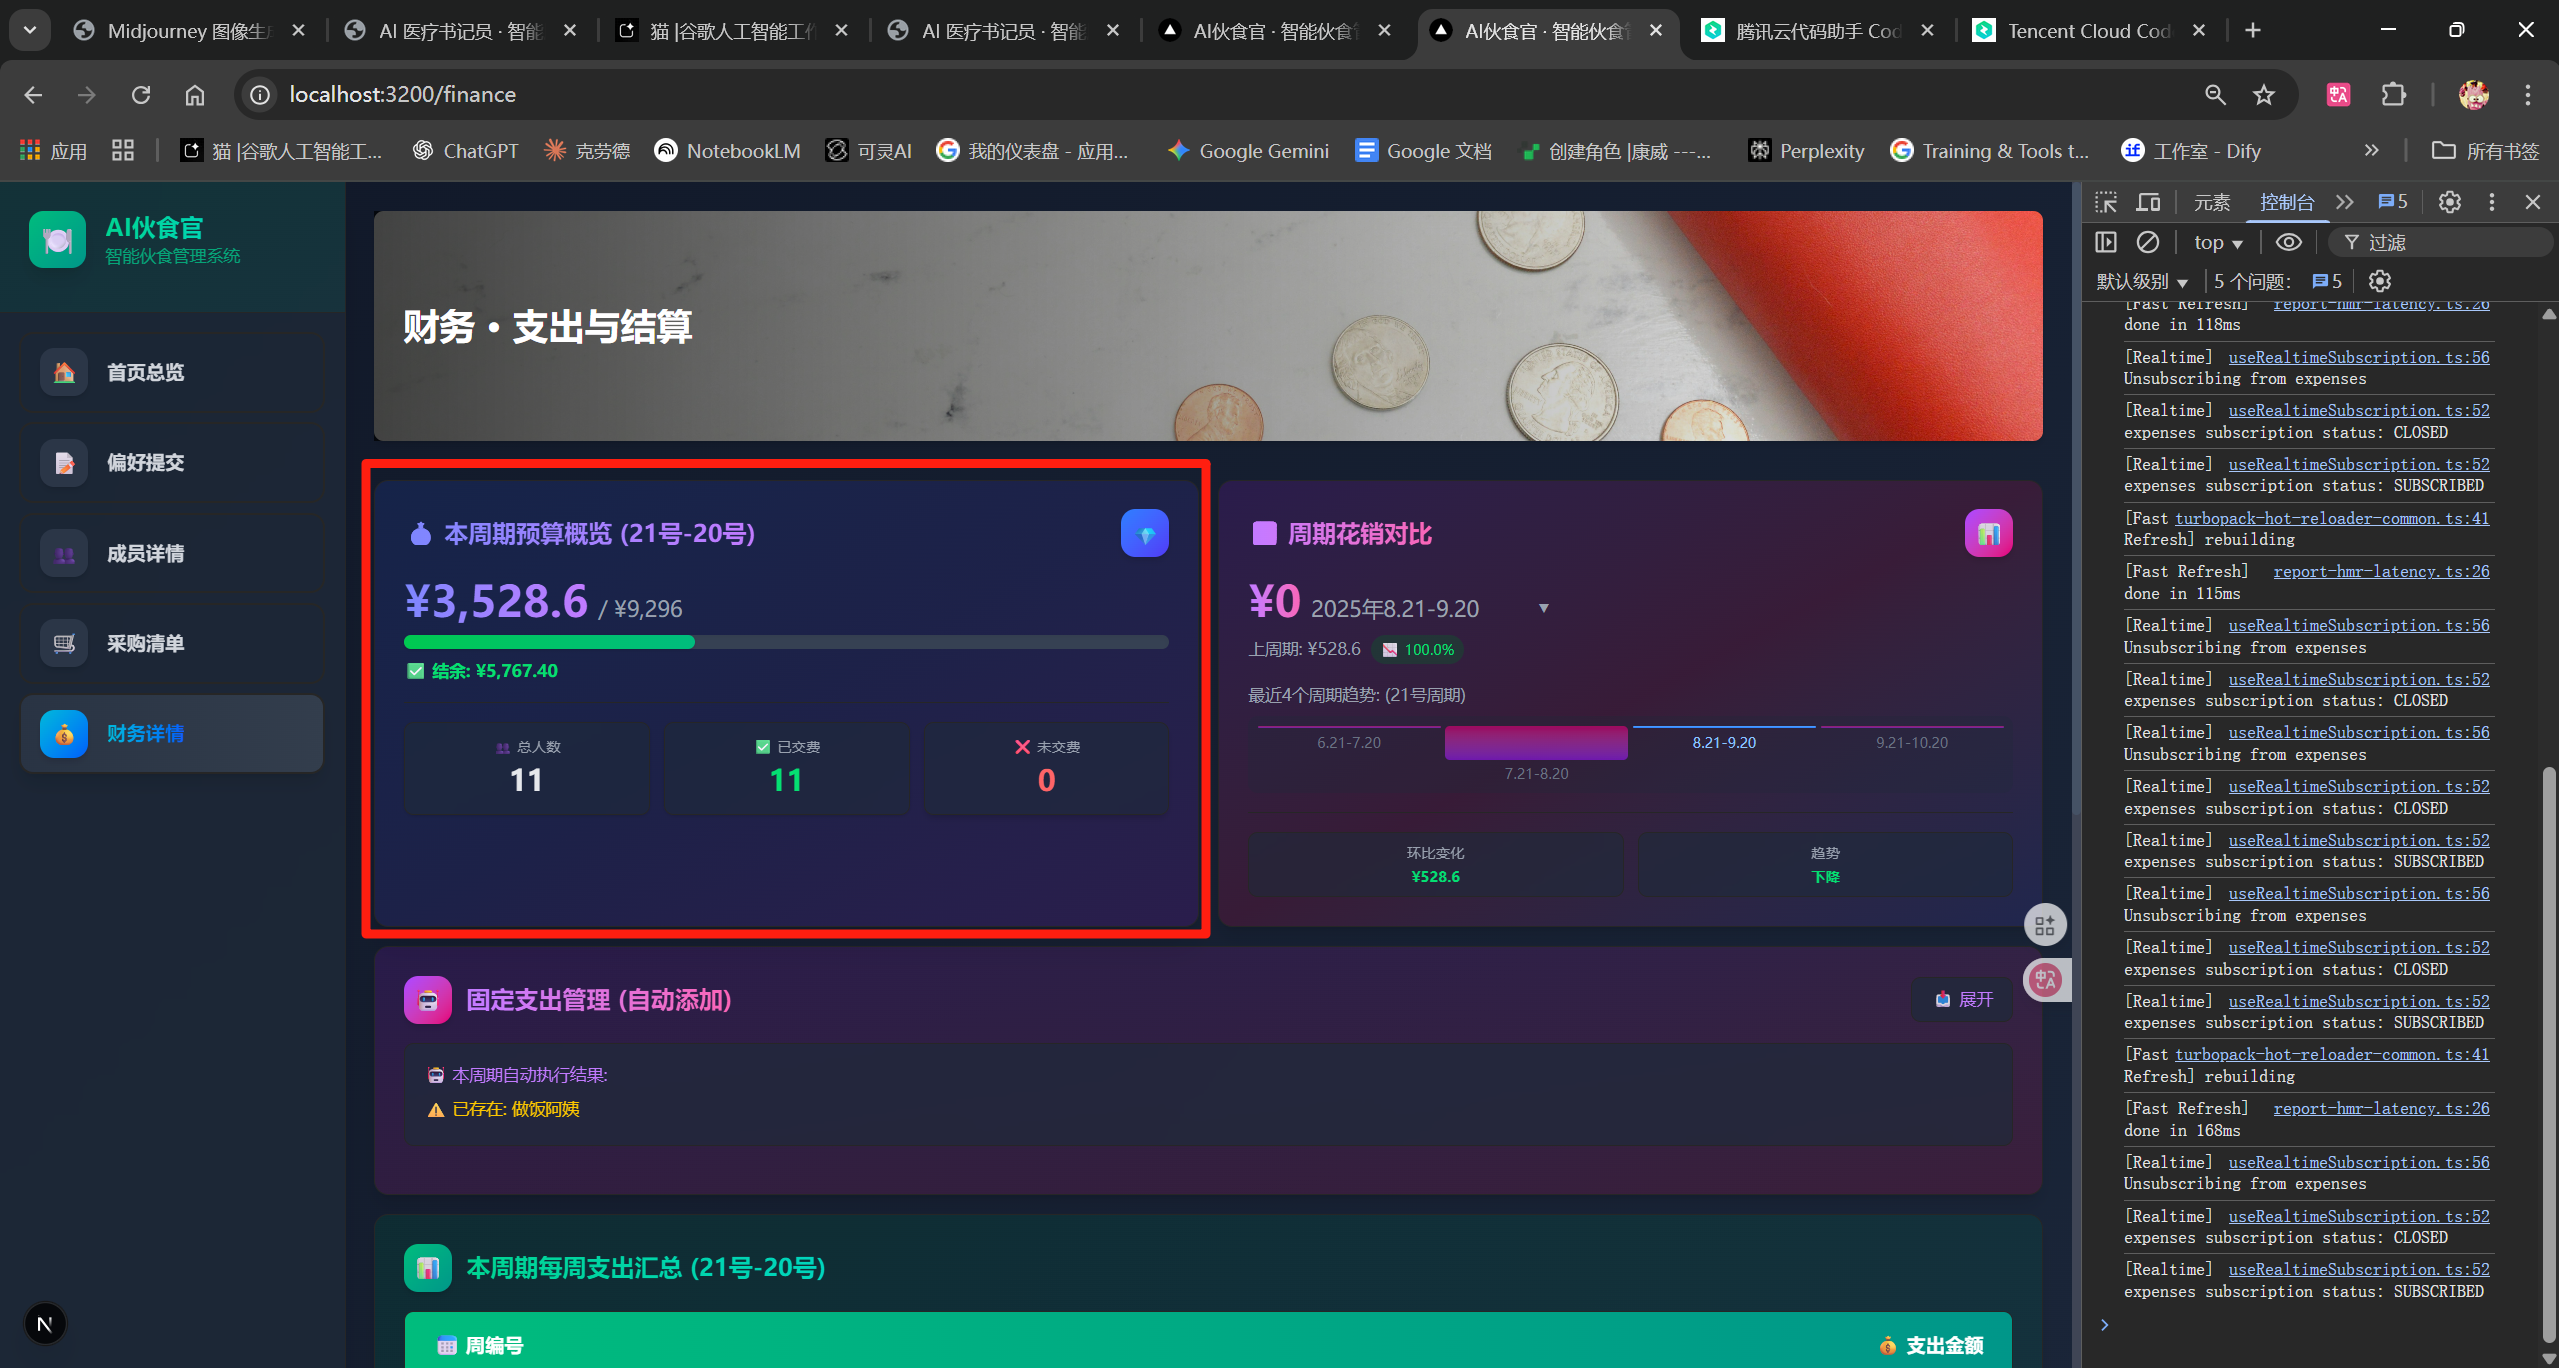 Midjourney 图像生
AI 医疗书记员 · 智能
猫 |谷歌人工智能工作
AI 医疗书记员 · 智能
AI伙食官 · 智能伙食
AI伙食官 · 智能伙食
腾讯云代码助手 Cod
Tencent Cloud Cod
localhost:3200/finance
应用
猫 |谷歌人工智能工...
ChatGPT
克劳德
NotebookLM
可灵AI
我的仪表盘 - 应用...
Google Gemini
Google 文档
创建角色 |康威 ---...
Perplexity
Training & Tools t...
工作室 - Dify
所有书签
AI伙食官
智能伙食管理系统
首页总览
偏好提交
成员详情
采购清单
财务详情
财务 • 支出与结算
本周期预算概览 (21号-20号)
¥3,528.6 / ¥9,296
结余: ¥5,767.40
总人数
11
已交费
11
未交费
0
周期花销对比
¥0 2025年8.21-9.20
上周期: ¥528.6 100.0%
最近4个周期趋势: (21号周期)
6.21-7.20
7.21-8.20
8.21-9.20
9.21-10.20
环比变化
¥528.6
趋势
下降
固定支出管理 (自动添加)
展开
本周期自动执行结果:
已存在: 做饭阿姨
本周期每周支出汇总 (21号-20号)
周编号
支出金额
元素
控制台
5
top
过滤
默认级别
5 个问题:
5
[Fast Refresh] report-hmr-latency.ts:26
done in 118ms
[Realtime] useRealtimeSubscription.ts:56
Unsubscribing from expenses
[Realtime] useRealtimeSubscription.ts:52
expenses subscription status: CLOSED
[Realtime] useRealtimeSubscription.ts:52
expenses subscription status: SUBSCRIBED
[Fast turbopack-hot-reloader-common.ts:41
Refresh] rebuilding
[Fast Refresh] report-hmr-latency.ts:26
done in 115ms
[Realtime] useRealtimeSubscription.ts:56
Unsubscribing from expenses
[Realtime] useRealtimeSubscription.ts:52
expenses subscription status: CLOSED
[Realtime] useRealtimeSubscription.ts:56
Unsubscribing from expenses
[Realtime] useRealtimeSubscription.ts:52
expenses subscription status: CLOSED
[Realtime] useRealtimeSubscription.ts:52
expenses subscription status: SUBSCRIBED
[Realtime] useRealtimeSubscription.ts:56
Unsubscribing from expenses
[Realtime] useRealtimeSubscription.ts:52
expenses subscription status: CLOSED
[Realtime] useRealtimeSubscription.ts:52
expenses subscription status: SUBSCRIBED
[Fast turbopack-hot-reloader-common.ts:41
Refresh] rebuilding
[Fast Refresh] report-hmr-latency.ts:26
done in 168ms
[Realtime] useRealtimeSubscription.ts:56
Unsubscribing from expenses
[Realtime] useRealtimeSubscription.ts:52
expenses subscription status: CLOSED
[Realtime] useRealtimeSubscription.ts:52
expenses subscription status: SUBSCRIBED